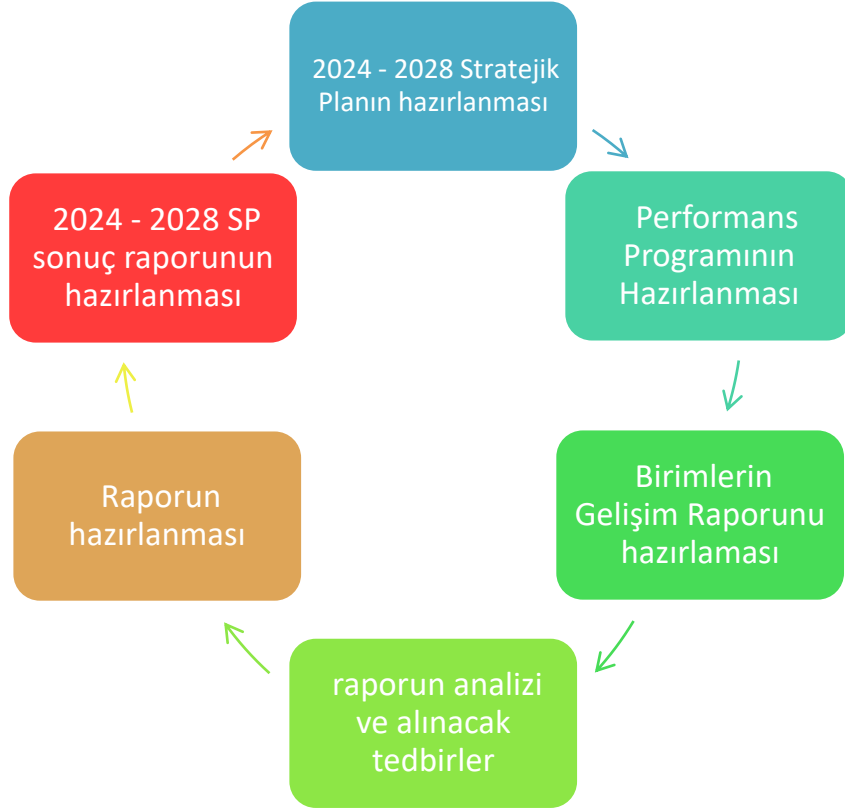 2024 - 2028 Stratejik
Planın hazırlanması
Performans
Programının
Hazırlanması
Birimlerin
Gelişim Raporunu
hazırlaması
raporun analizi
ve alınacak
tedbirler
Raporun
hazırlanması
2024 - 2028 SP
sonuç raporunun
hazırlanması